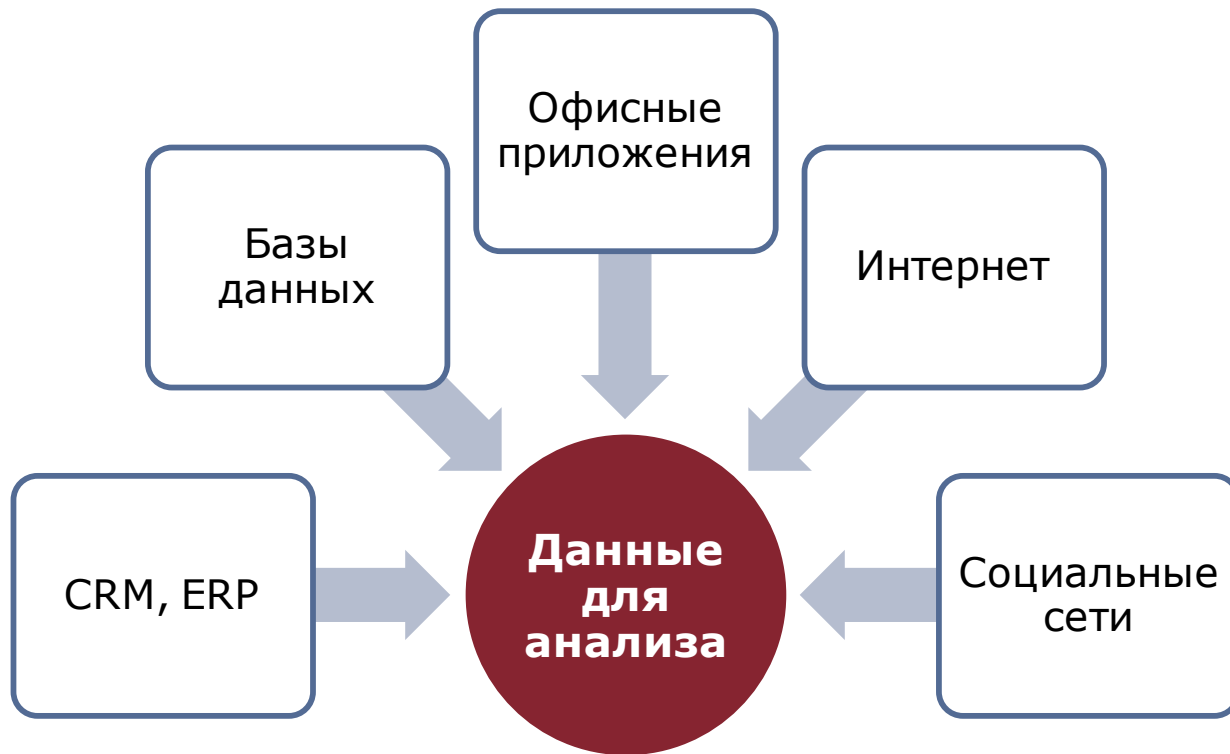 Офисные
приложения
Базы
данных
Интернет
CRM, ERP
Данные
для
анализа
Социальные
сети